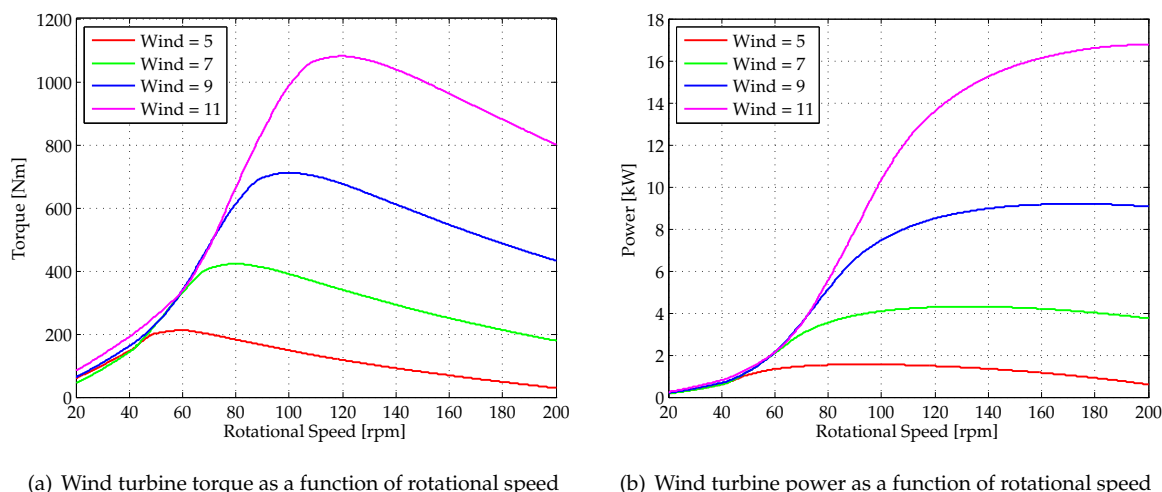 1200
1000
800
600
400
200
0
20 40 60 80 100 120 140 160 180 200
Torque [Nm]
Rotational Speed [rpm]
Wind = 5
Wind = 7
Wind = 9
Wind = 11
(a) Wind turbine torque as a function of rotational speed
18
16
14
12
10
8
6
4
2
0
20 40 60 80 100 120 140 160 180 200
Power [kW]
Rotational Speed [rpm]
Wind = 5
Wind = 7
Wind = 9
Wind = 11
(b) Wind turbine power as a function of rotational speed